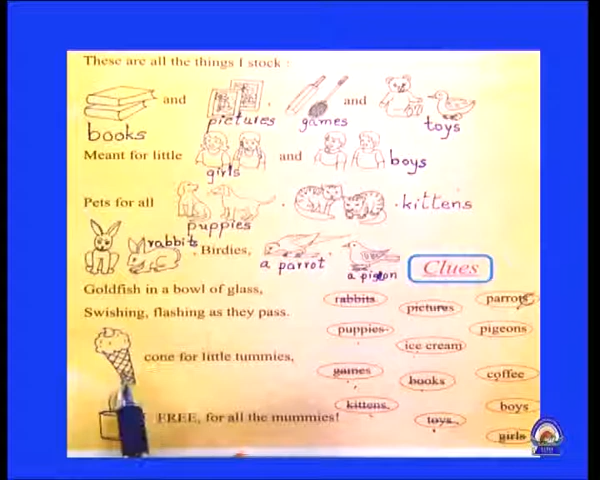 These are all the things I stock :
and , and
books pictures games toys
Meant for little and
girls boys
Pets for all , , kittens
puppies
rabbits , Birdies,
a parrot a pigeon
Clues
Goldfish in a bowl of glass,
Swishing, flashing as they pass.
cone for little tummies,
FREE, for all the mummies!
rabbits pictures parrots
puppies ice cream pigeons
games books coffee
kittens toys boys
girls